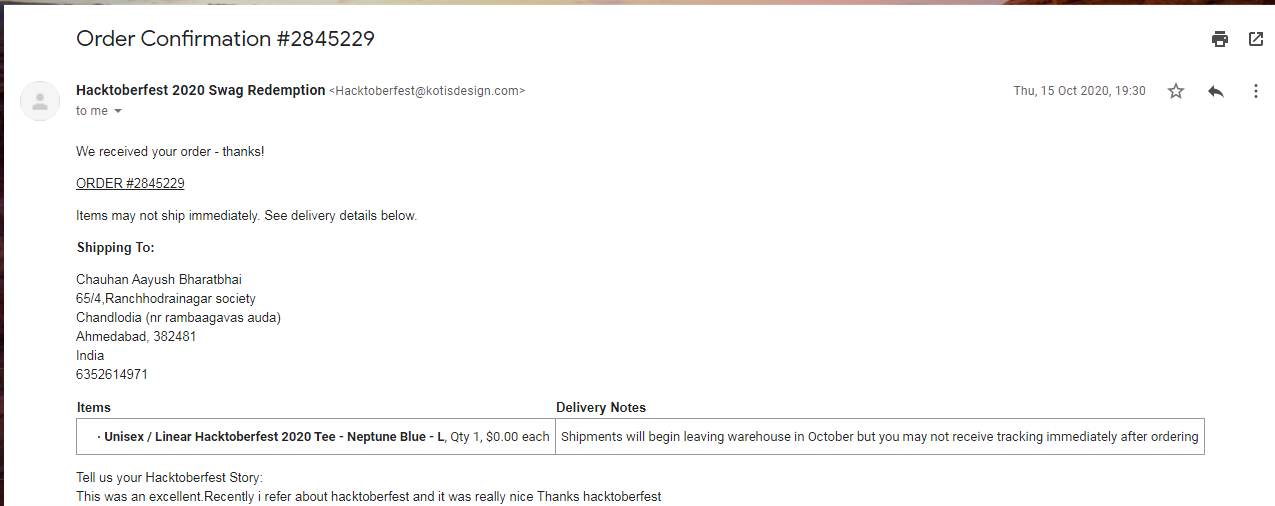 Order Confirmation #2845229
Hacktoberfest 2020 Swag Redemption <Hacktoberfest@kotisdesign.com>
Thu, 15 Oct 2020, 19:30
to me
We received your order - thanks!
ORDER #2845229
Items may not ship immediately. See delivery details below.
Shipping To:
Chauhan Aayush Bharatbhai
65/4,Ranchhodrainagar society
Chandlodia (nr rambaagavas auda)
Ahmedabad, 382481
India
6352614971
Items Delivery Notes
· Unisex / Linear Hacktoberfest 2020 Tee - Neptune Blue - L, Qty 1, $0.00 each Shipments will begin leaving warehouse in October but you may not receive tracking immediately after ordering
Tell us your Hacktoberfest Story:
This was an excellent.Recently i refer about hacktoberfest and it was really nice Thanks hacktoberfest